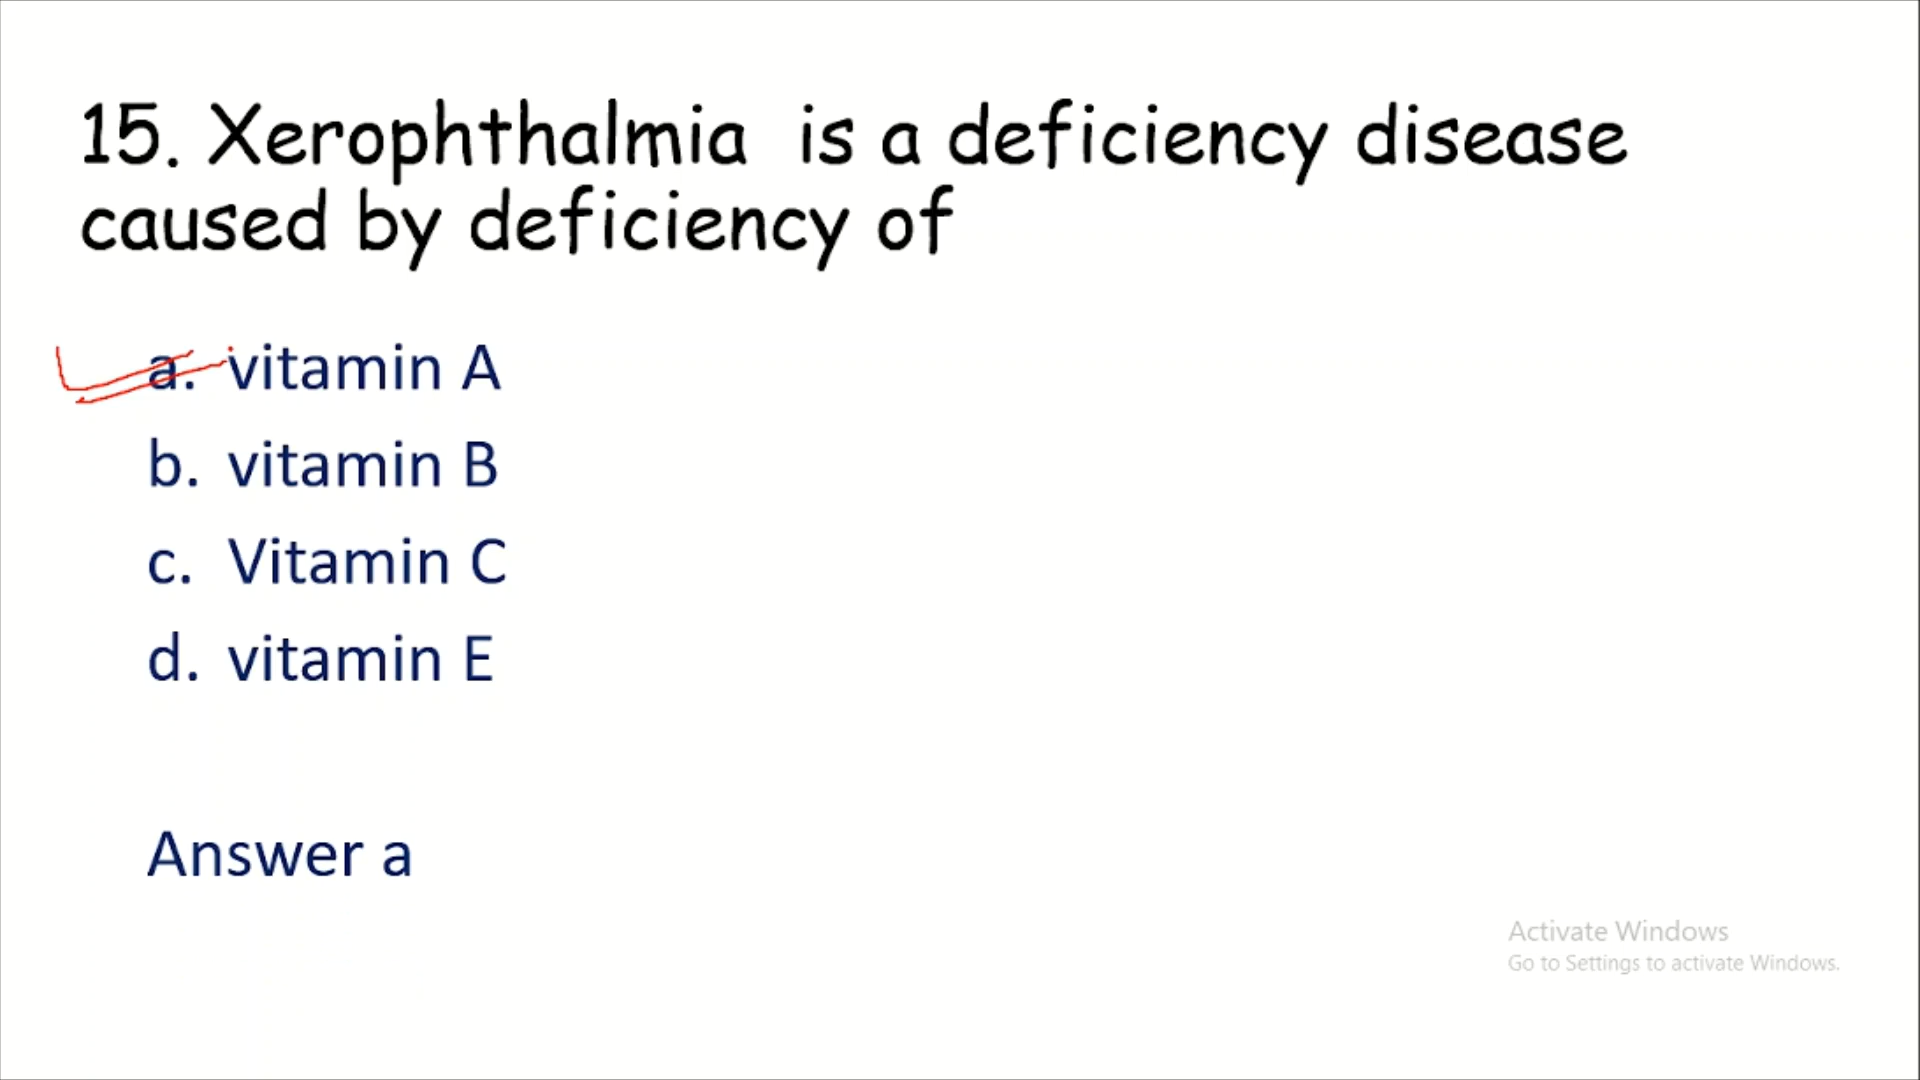 15. Xerophthalmia is a deficiency disease
caused by deficiency of
a. vitamin A
b. vitamin B
c. Vitamin C
d. vitamin E
Answer a
Activate Windows
Go to Settings to activate Windows.